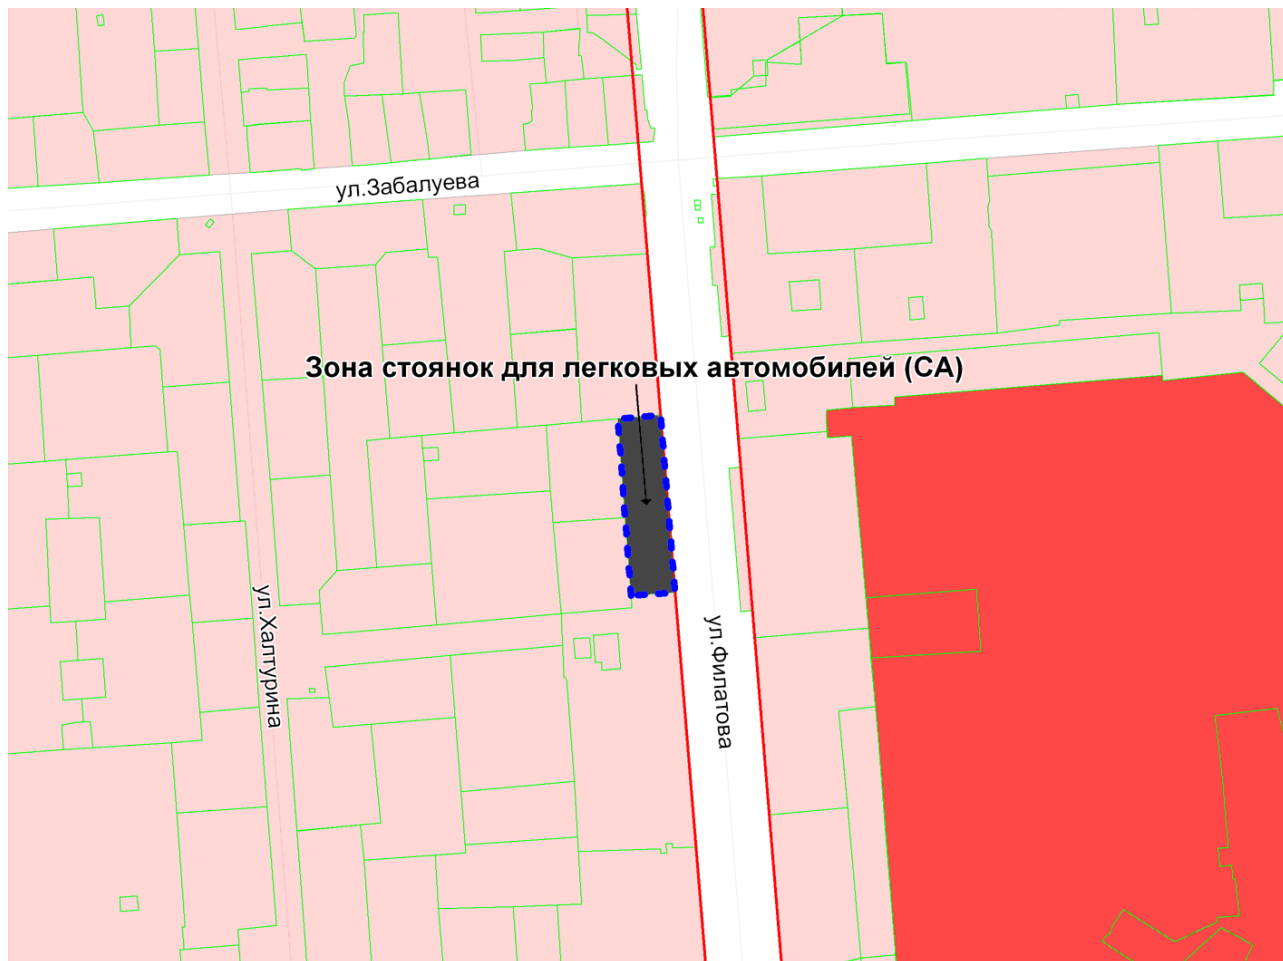 ул.Забалуева
Зона стоянок для легковых автомобилей (СА)
ул.Халтурина
ул.Филатова